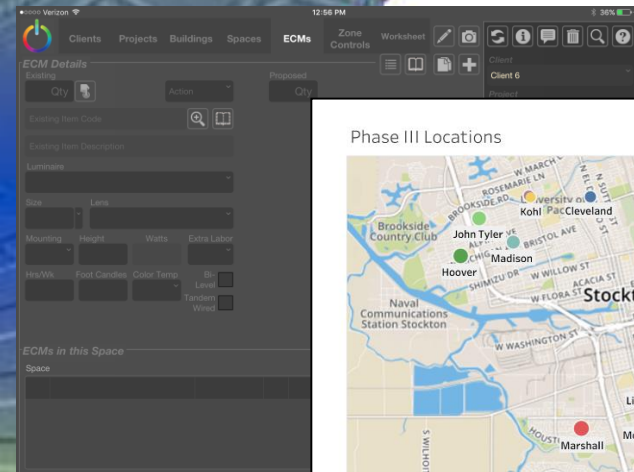 Verizon 12:56 PM 36%
Clients Projects Buildings Spaces ECMs Zone Controls Worksheet
Client
Client 6
Project
ECM Details
Existing Proposed
Qty Action Qty
Existing Item Code
Existing Item Description
Luminaire
Size Lens
Mounting Height Watts Extra Labor
Hrs/Wk Foot Candles Color Temp Bi-Level
Tandem Wired
ECMs in this Space
Space
Phase III Locations
W MARCH
ROSEMARIE LN
BROOKSIDE RD
Kohl Cleveland
Brookside Country Club
John Tyler
BRISTOL AVE
Madison
Hoover
SHIMIZU DR W WILLOW ST
ACACIA ST
W FLORA ST
Naval Communications Station Stockton
W WASHINGTON ST
Marshall